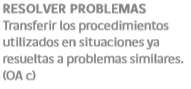 RESOLVER PROBLEMAS
Transferir los procedimientos
utilizados en situaciones ya
resueltas a problemas similares.
(OA c)